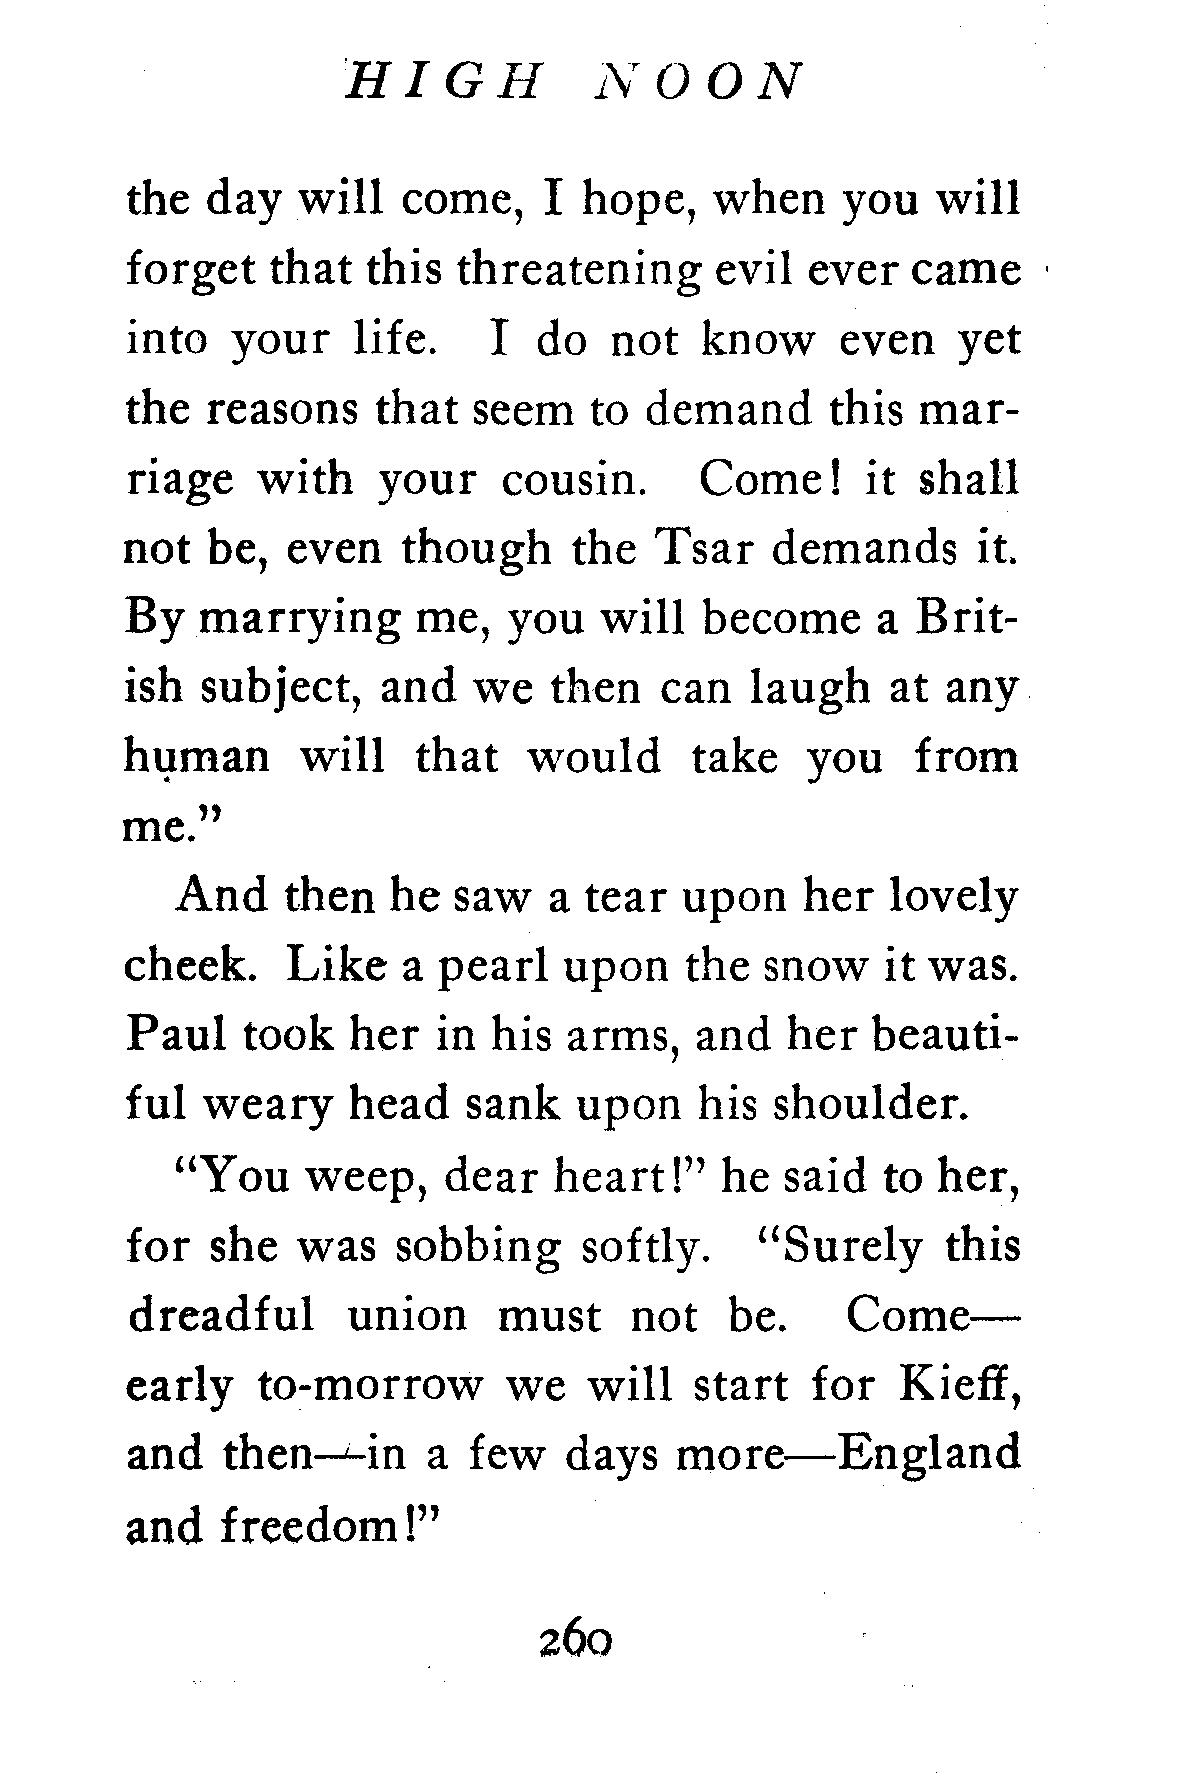 HIGH NOON
the day will come, I hope, when you will
forget that this threatening evil ever came
into your life. I do not know even yet
the reasons that seem to demand this mar-
riage with your cousin. Come! it shall
not be, even though the Tsar demands it.
By marrying me, you will become a Brit-
ish subject, and we then can laugh at any
human will that would take you from
me."
And then he saw a tear upon her lovely
cheek. Like a pearl upon the snow it was.
Paul took her in his arms, and her beauti-
ful weary head sank upon his shoulder.
"You weep, dear heart!" he said to her,
for she was sobbing softly. "Surely this
dreadful union must not be. Come—
early to-morrow we will start for Kieff,
and then—in a few days more—England
and freedom!"
260